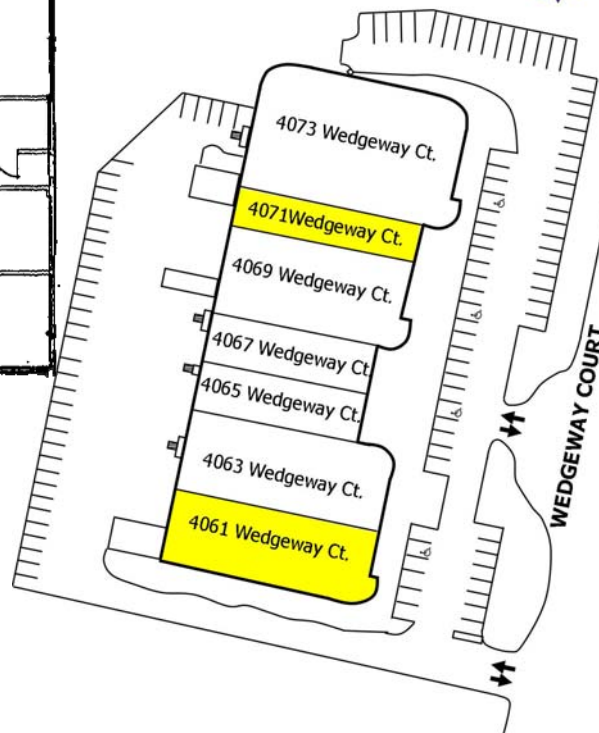 4073 Wedgeway Ct.
4071Wedgeway Ct.
4069 Wedgeway Ct.
4067 Wedgeway Ct
4065 Wedgeway Ct.
4063 Wedgeway Ct.
4061 Wedgeway Ct.
WEDGEWAY COURT